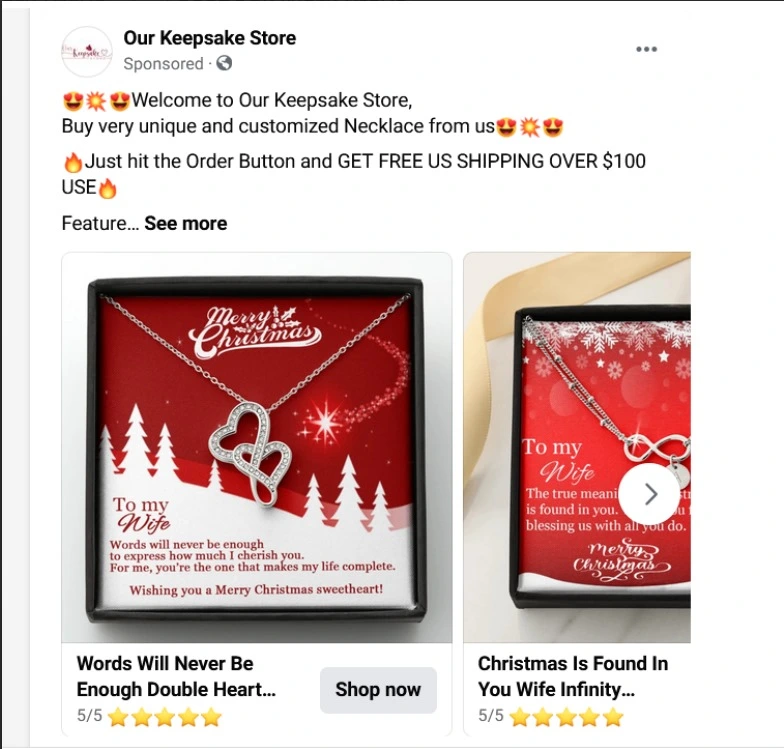 Our Keepsake Store
Sponsored ·
😍💥😍Welcome to Our Keepsake Store,
Buy very unique and customized Necklace from us😍💥😍
🔥Just hit the Order Button and GET FREE US SHIPPING OVER $100
USE🔥
Feature... See more
Merry
Christmas
To my
Wife
Words will never be enough
to express how much I cherish you.
For me, you're the one that makes my life complete.
Wishing you a Merry Christmas sweetheart!
To my
Wife
The true
is found in you.
blessing us with all you do.
Merry
Christmas
Words Will Never Be
Enough Double Heart...
Shop now
5/5 ⭐⭐⭐⭐⭐
Christmas Is Found In
You Wife Infinity...
5/5 ⭐⭐⭐⭐⭐